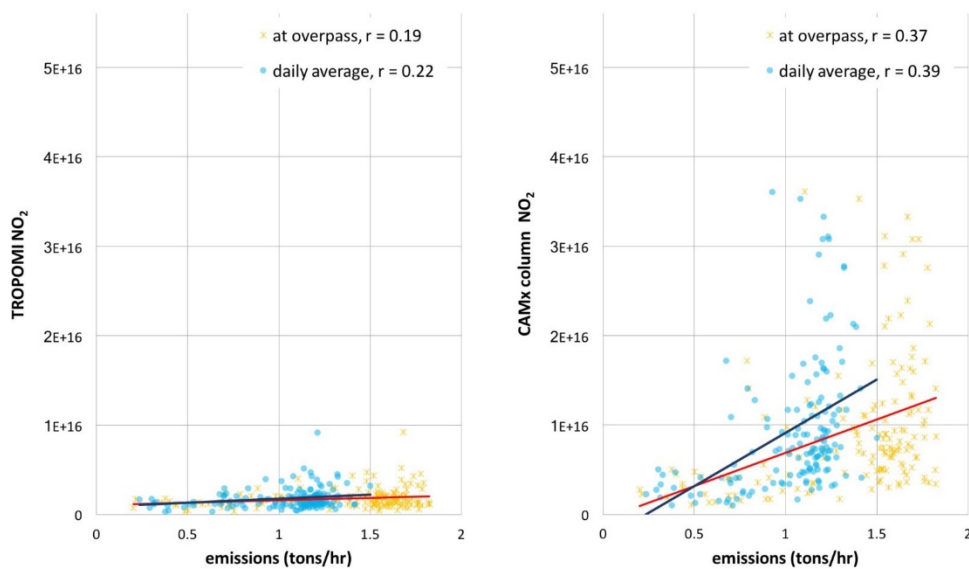 at overpass, r = 0.19
daily average, r = 0.22
5E+16
4E+16
3E+16
2E+16
1E+16
0
TROPOMI NO₂
0 0.5 1 1.5 2
emissions (tons/hr)
at overpass, r = 0.37
daily average, r = 0.39
5E+16
4E+16
3E+16
2E+16
1E+16
0
CAMx column NO₂
0 0.5 1 1.5 2
emissions (tons/hr)